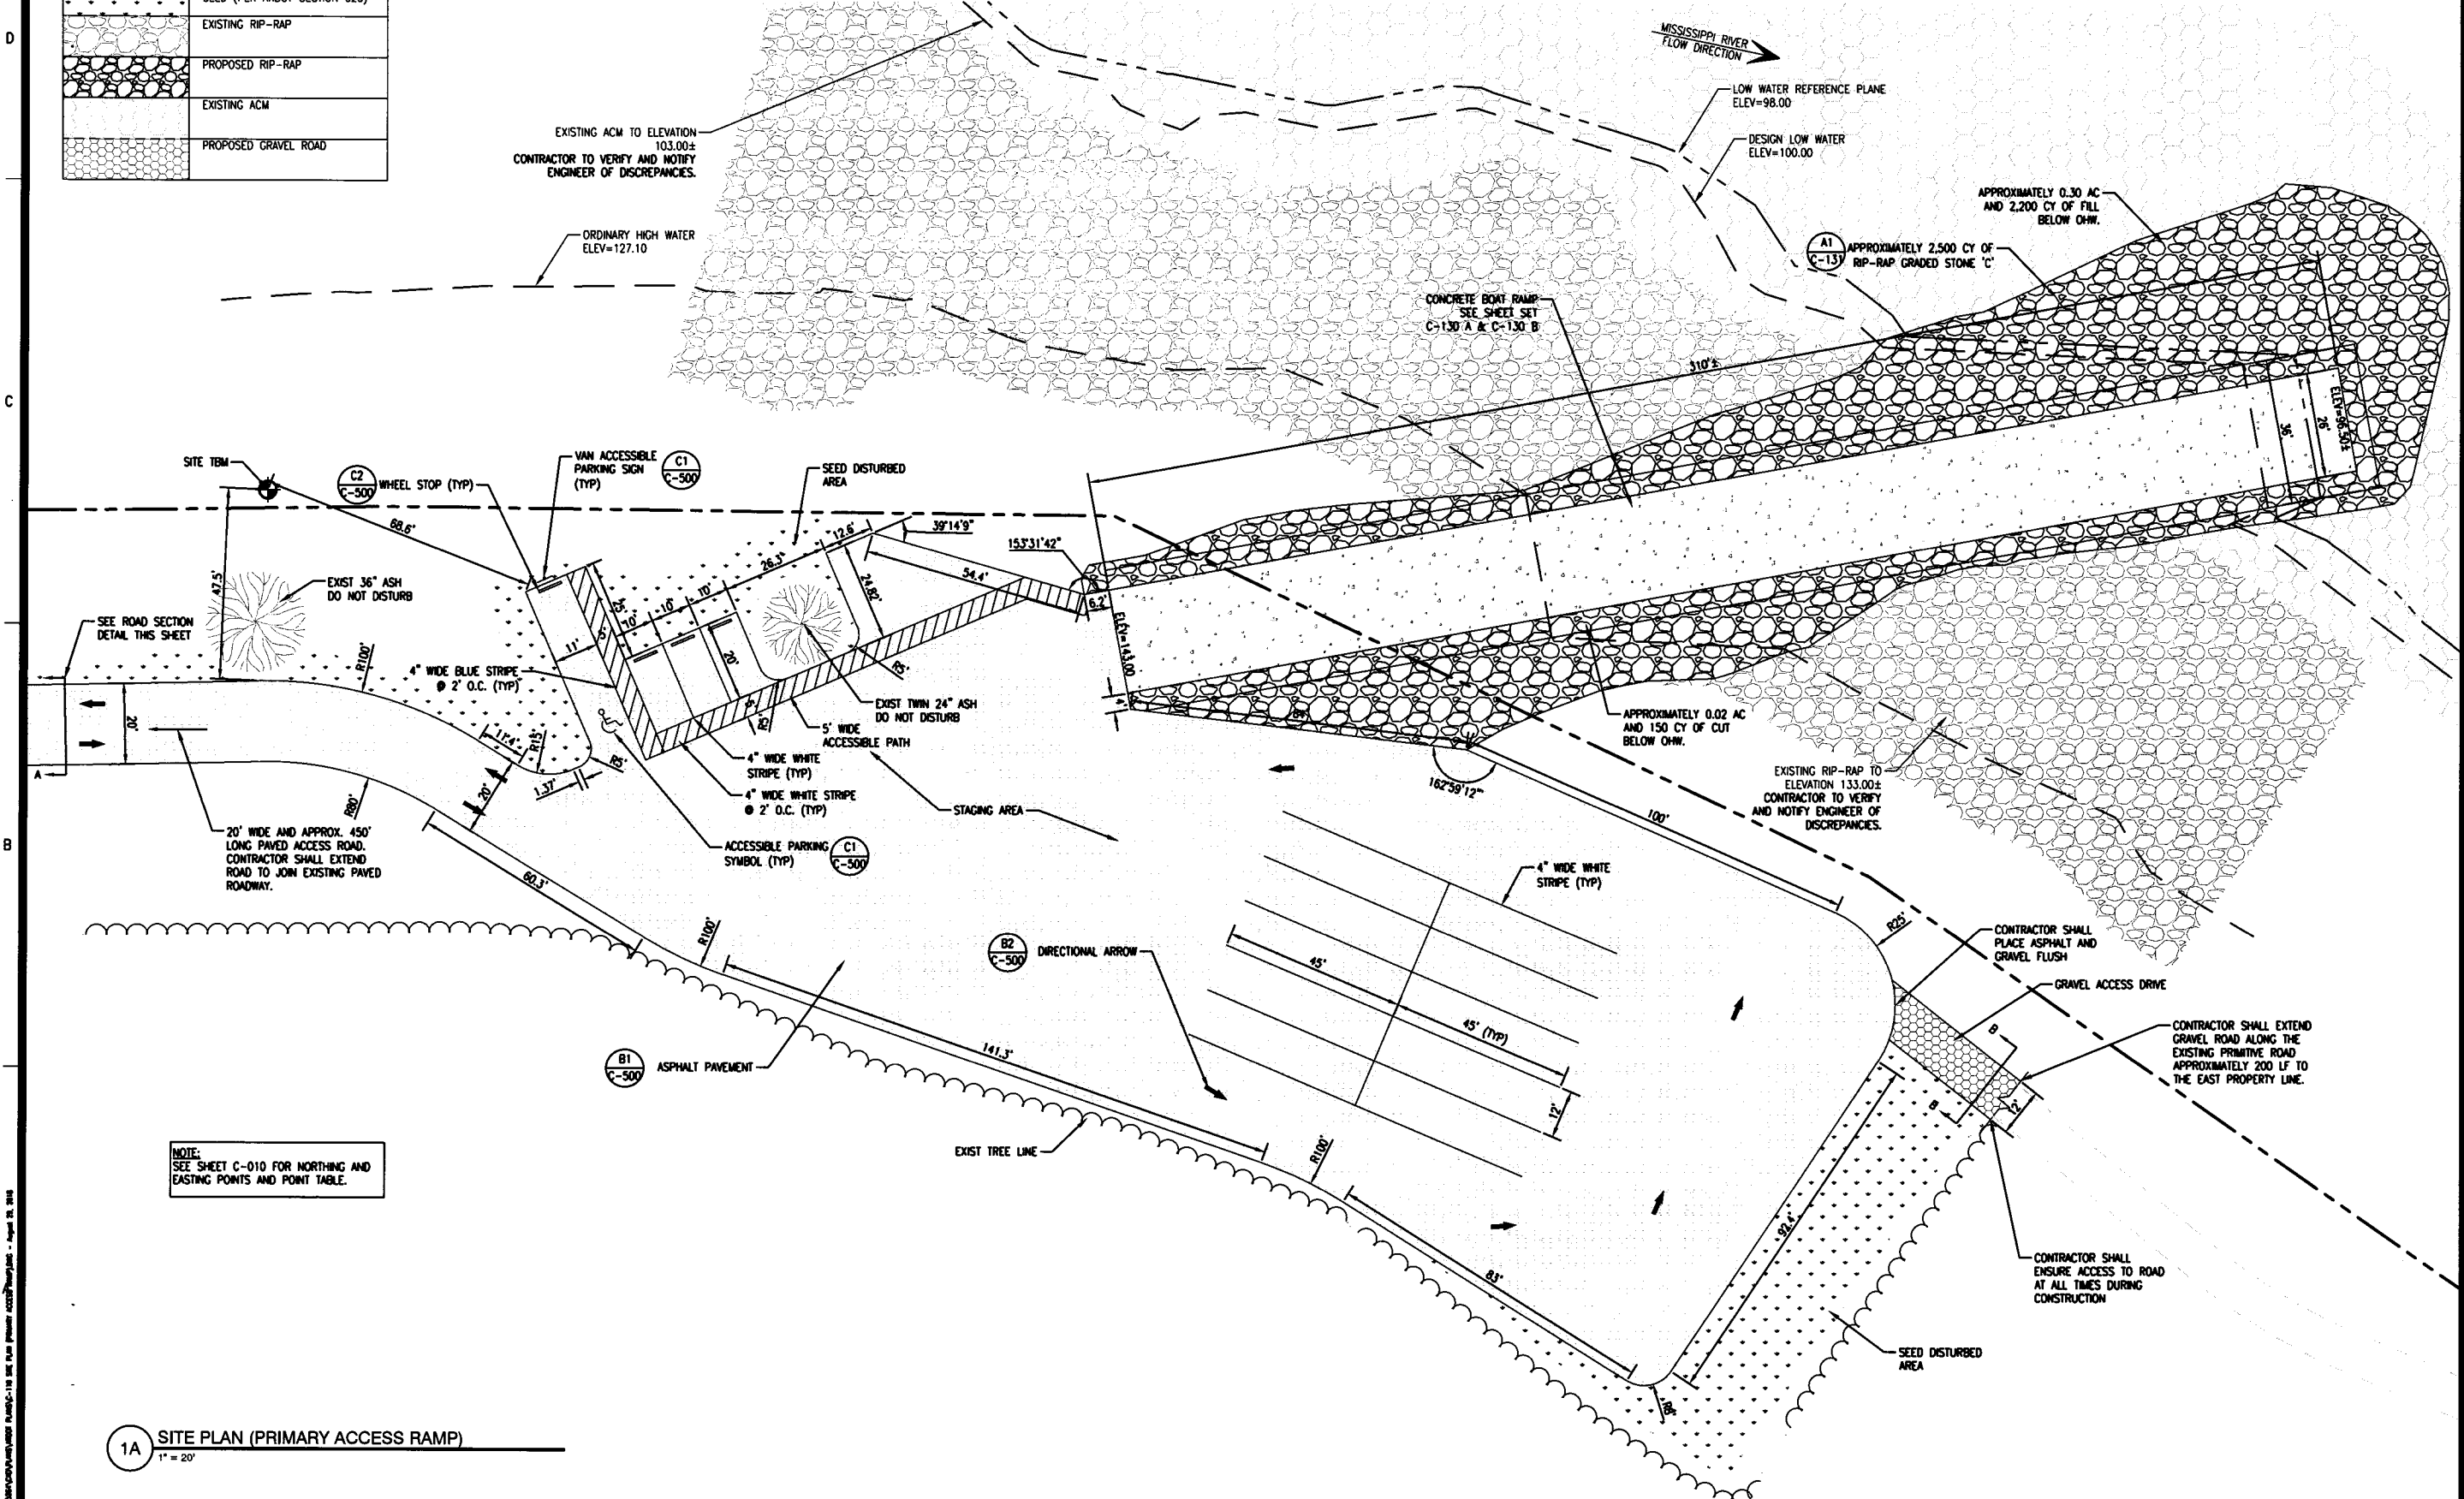 D
EXISTING RIP-RAP
PROPOSED RIP-RAP
EXISTING ACM
PROPOSED GRAVEL ROAD
EXISTING ACM TO ELEVATION
103.00±
CONTRACTOR TO VERIFY AND NOTIFY
ENGINEER OF DISCREPANCIES.
ORDINARY HIGH WATER
ELEV=127.10
MISSISSIPPI RIVER
FLOW DIRECTION
LOW WATER REFERENCE PLANE
ELEV=98.00
DESIGN LOW WATER
ELEV=100.00
APPROXIMATELY 0.30 AC
AND 2,200 CY OF FILL
BELOW OHW.
A1
C-131
APPROXIMATELY 2,500 CY OF
RIP-RAP GRADED STONE 'C'
CONCRETE BOAT RAMP
SEE SHEET SET
C-130 A & C-130 B
310'±
C
ELEV=96.50±
26'
36'
SITE TBM
C2
C-500
WHEEL STOP (TYP)
VAN ACCESSIBLE
PARKING SIGN
(TYP)
C1
C-500
SEED DISTURBED
AREA
68.6'
47.5'
12.6'
39°14'9"
153°31'42"
26.3'
54.4'
24.82'
6.2'
ELEV=143.00
EXIST 36" ASH
DO NOT DISTURB
SEE ROAD SECTION
DETAIL THIS SHEET
R100'
25'
10'
10'
10'
5'
11'
20'
4" WIDE BLUE STRIPE
@ 2' O.C. (TYP)
R5'
R5'
5'
EXIST TWIN 24" ASH
DO NOT DISTURB
5' WIDE
ACCESSIBLE PATH
4'
APPROXIMATELY 0.02 AC
AND 150 CY OF CUT
BELOW OHW.
20'
A
11.4'
R15'
R5'
1.37'
20'
R80'
4" WIDE WHITE
STRIPE (TYP)
4" WIDE WHITE STRIPE
@ 2' O.C. (TYP)
STAGING AREA
162°59'12"
100'
EXISTING RIP-RAP TO
ELEVATION 133.00±
CONTRACTOR TO VERIFY
AND NOTIFY ENGINEER OF
DISCREPANCIES.
B
20' WIDE AND APPROX. 450'
LONG PAVED ACCESS ROAD.
CONTRACTOR SHALL EXTEND
ROAD TO JOIN EXISTING PAVED
ROADWAY.
ACCESSIBLE PARKING
SYMBOL (TYP)
C1
C-500
60.3'
4" WIDE WHITE
STRIPE (TYP)
R100'
B2
C-500
DIRECTIONAL ARROW
45'
45' (TYP)
12'
R25'
CONTRACTOR SHALL
PLACE ASPHALT AND
GRAVEL FLUSH
GRAVEL ACCESS DRIVE
B
B
12'
CONTRACTOR SHALL EXTEND
GRAVEL ROAD ALONG THE
EXISTING PRIMITIVE ROAD
APPROXIMATELY 200 LF TO
THE EAST PROPERTY LINE.
141.3'
B1
C-500
ASPHALT PAVEMENT
EXIST TREE LINE
R100'
NOTE:
SEE SHEET C-010 FOR NORTHING AND
EASTING POINTS AND POINT TABLE.
92.4'
83'
CONTRACTOR SHALL
ENSURE ACCESS TO ROAD
AT ALL TIMES DURING
CONSTRUCTION
SEED DISTURBED
AREA
1A
SITE PLAN (PRIMARY ACCESS RAMP)
1" = 20'